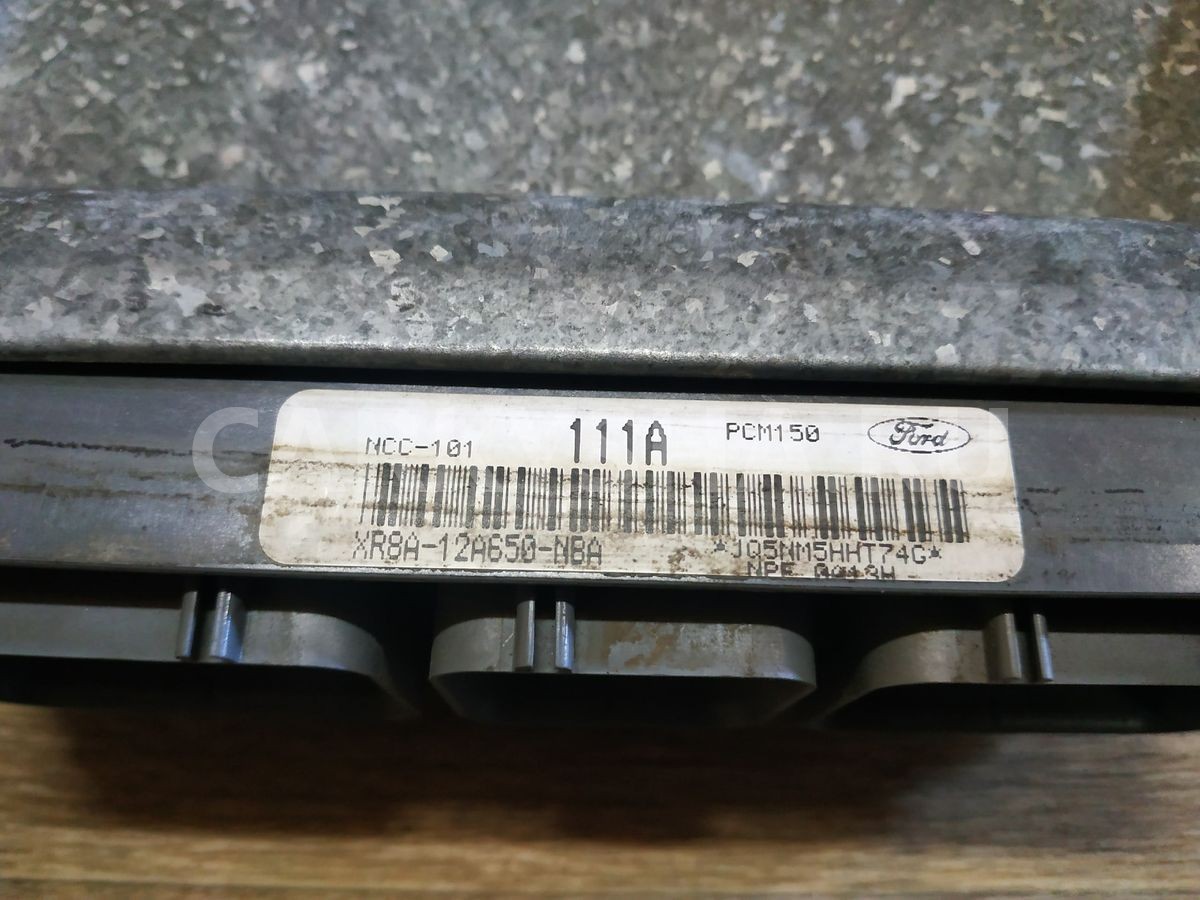 NCC-101 111A PCM150 Ford
XR8A-12A650-NBA *JQ5NM5HHT74G*